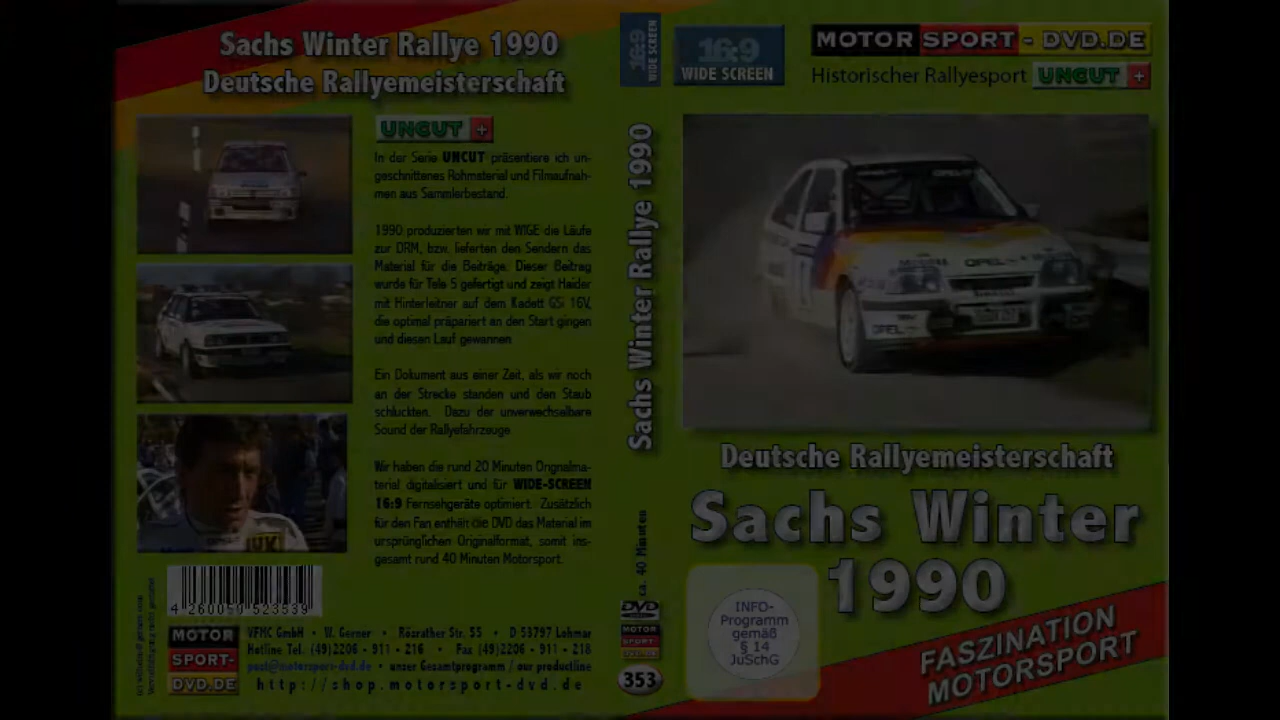 Sachs Winter Rallye 1990
Deutsche Rallyemeisterschaft
UNCUT +
In der Serie UNCUT präsentiere ich un-
geschnittenes Rohmaterial und Filmaufnah-
men aus Sammlerbestand.
1990 produzierten wir mit WIGE die Läufe
zur DRM, bzw. lieferten den Sendern das
Material für die Beiträge. Dieser Beitrag
wurde für Tele 5 gefertigt und zeigt Haider
mit Hinterleitner auf dem Kadett GSi 16V,
die optimal präpariert an den Start gingen
und diesen Lauf gewannen.
Ein Dokument aus einer Zeit, als wir noch
an der Strecke standen und den Staub
schluckten. Dazu der unverwechselbare
Sound der Rallyefahrzeuge.
Wir haben die rund 20 Minuten Orignalma-
terial digitalisiert und für WIDE-SCREEN
16:9 Fernsehgeräte optimiert. Zusätzlich
für den Fan enthält die DVD das Material im
ursprünglichen Originalformat, somit ins-
gesamt rund 40 Minuten Motorsport.
4 260050 523539
MOTOR
SPORT-
DVD.DE
VFMC GmbH • W. Gerner • Rösrather Str. 55 • D 53797 Lohmar
Hotline Tel. (49)2206 - 911 - 216 • Fax (49)2206 - 911 - 218
post@motorsport-dvd.de • unser Gesamtprogramm / our productline
http://shop.motorsport-dvd.de
16:9
WIDE SCREEN
Sachs Winter Rallye 1990
ca. 40 Minuten
DVD
MOTOR
SPORT-
DVD.DE
353
16:9
WIDE SCREEN
MOTOR SPORT - DVD.DE
Historischer Rallyesport UNCUT +
OPEL
OPEL
OPEL
Deutsche Rallyemeisterschaft
Sachs Winter
1990
INFO-
Programm
gemäß
§ 14
JuSchG
FASZINATION
MOTORSPORT